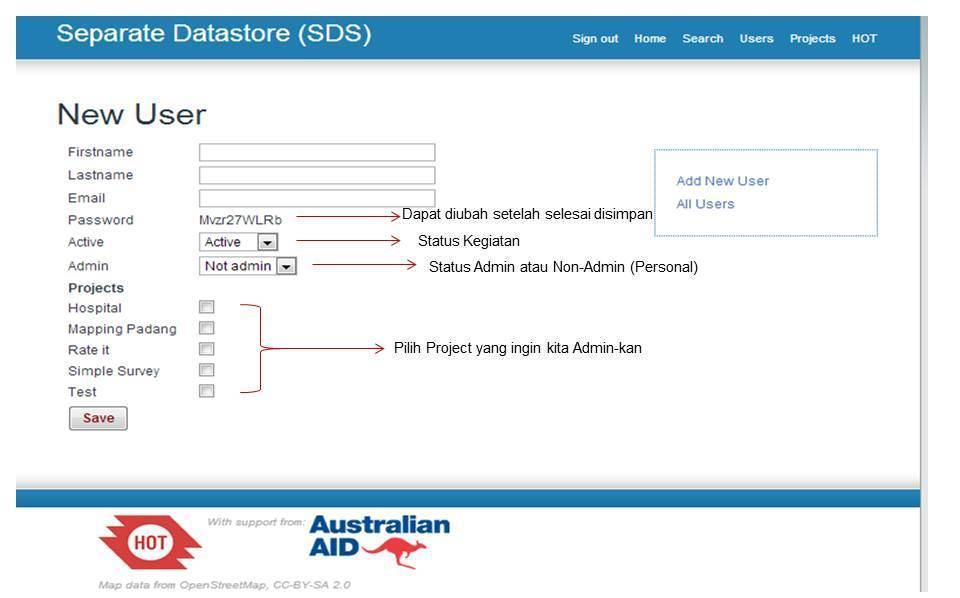 Separate Datastore (SDS)
Sign out Home Search Users Projects HOT
New User
Firstname
Lastname
Email
Password Mvzr27WLRb Dapat diubah setelah selesai disimpan
Active Active Status Kegiatan
Admin Not admin Status Admin atau Non-Admin (Personal)
Projects
Hospital
Mapping Padang
Rate it
Simple Survey
Test
Pilih Project yang ingin kita Admin-kan
Save
Add New User
All Users
HOT
With support from:
Australian
AID
Map data from OpenStreetMap, CC-BY-SA 2.0